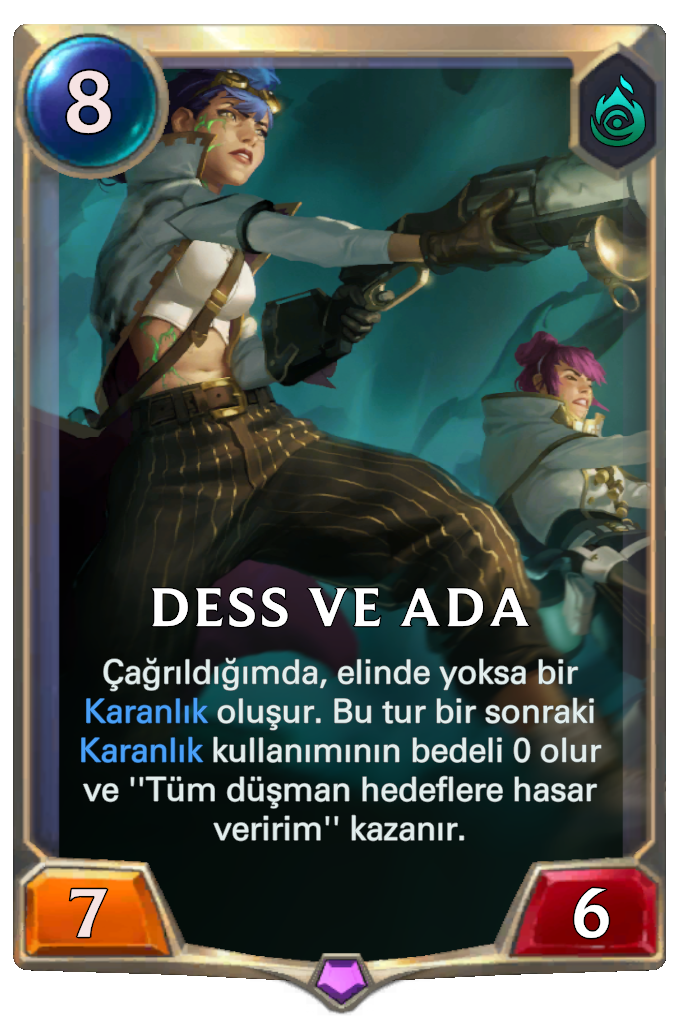 8
DESS VE ADA
Çağrıldığımda, elinde yoksa bir
Karanlık oluşur. Bu tur bir sonraki
Karanlık kullanımının bedeli 0 olur
ve ''Tüm düşman hedeflere hasar
veririm'' kazanır.
7
6